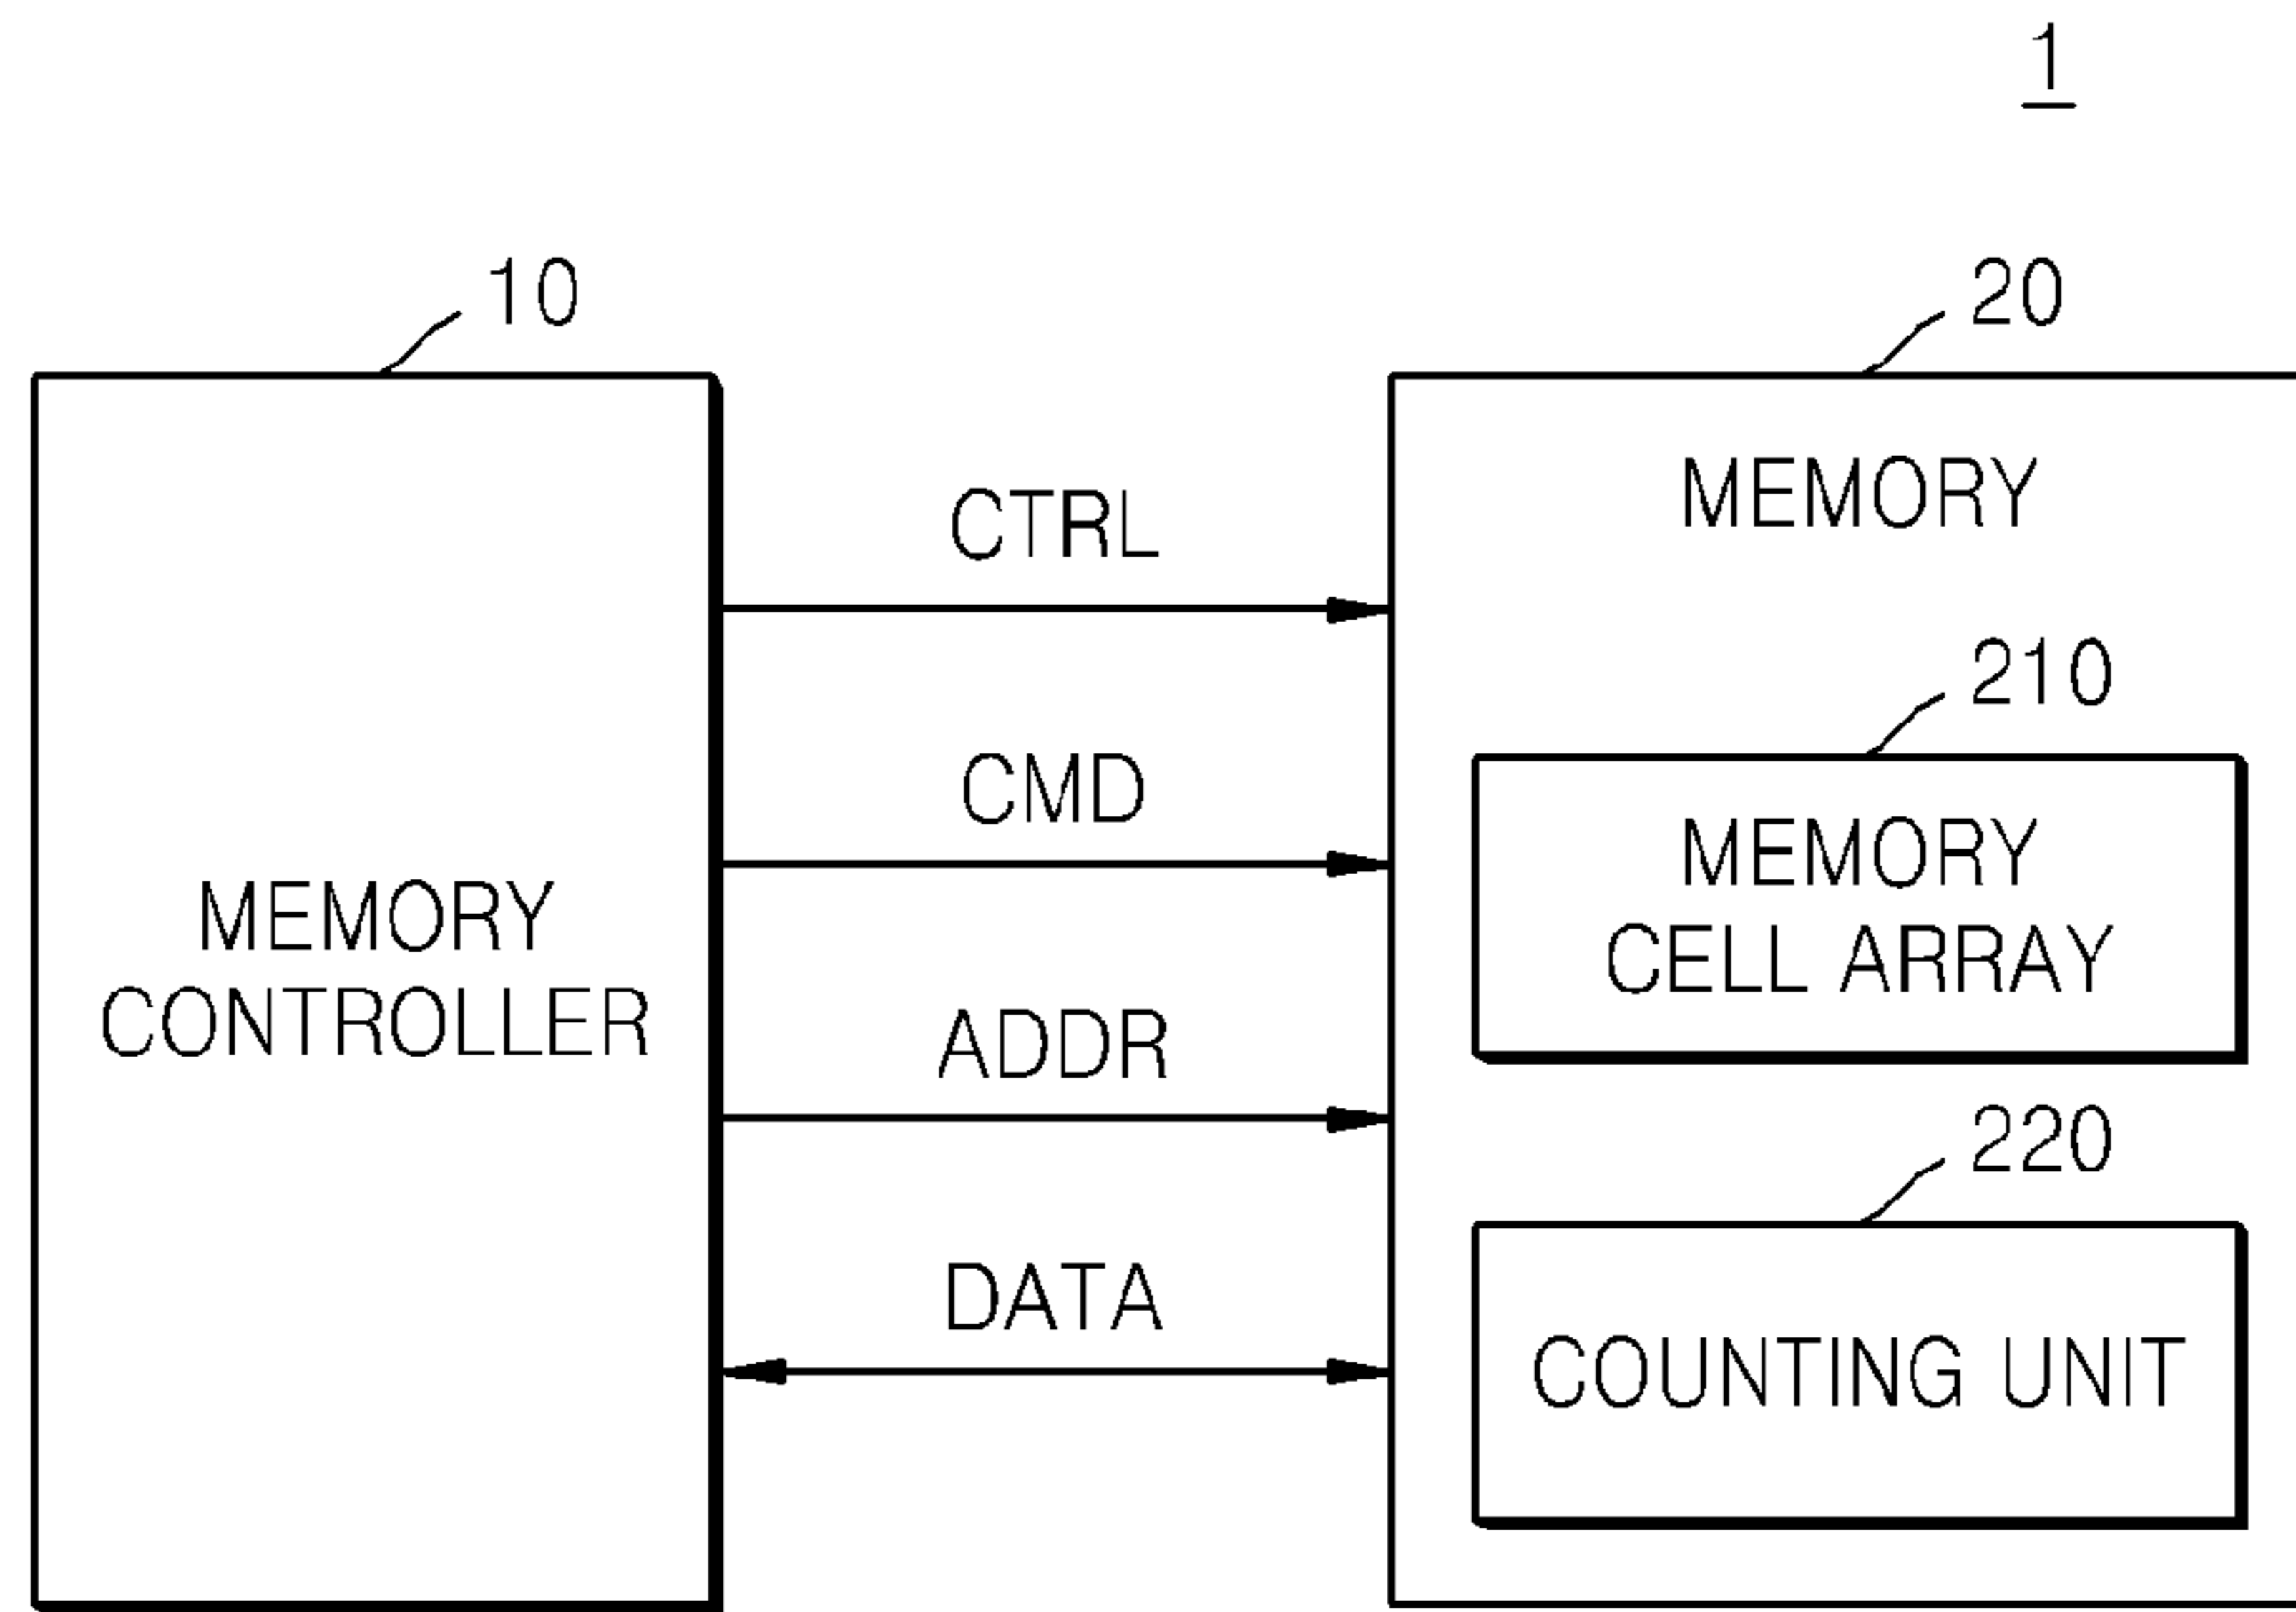 1
10
20
MEMORY
CTRL
210
CMD
MEMORY
CELL ARRAY
MEMORY
CONTROLLER
ADDR
220
DATA
COUNTING UNIT